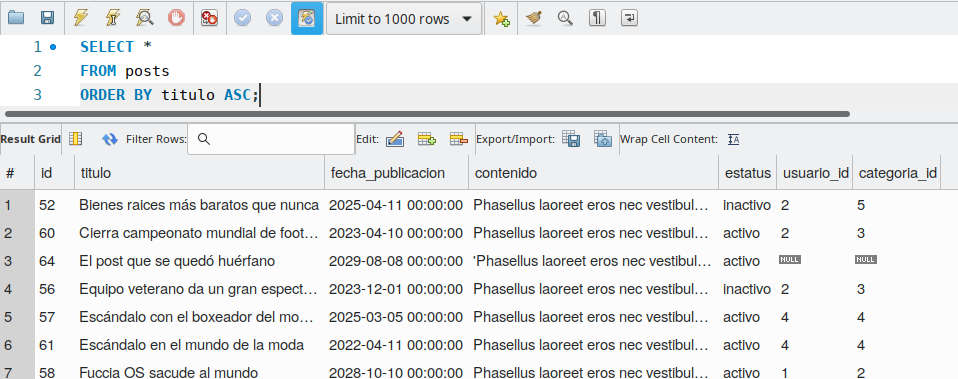 Limit to 1000 rows
1 SELECT *
2 FROM posts
3 ORDER BY titulo ASC;
Result Grid Filter Rows: Edit: Export/Import: Wrap Cell Content:
# id titulo fecha_publicacion contenido estatus usuario_id categoria_id
1 52 Bienes raices más baratos que nunca 2025-04-11 00:00:00 Phasellus laoreet eros nec vestibul... inactivo 2 5
2 60 Cierra campeonato mundial de foot... 2023-04-10 00:00:00 Phasellus laoreet eros nec vestibul... activo 2 3
3 64 El post que se quedó huérfano 2029-08-08 00:00:00 'Phasellus laoreet eros nec vestibul... activo NULL NULL
4 56 Equipo veterano da un gran espect... 2023-12-01 00:00:00 Phasellus laoreet eros nec vestibul... inactivo 2 3
5 57 Escándalo con el boxeador del mo... 2025-03-05 00:00:00 Phasellus laoreet eros nec vestibul... activo 4 4
6 61 Escándalo en el mundo de la moda 2022-04-11 00:00:00 Phasellus laoreet eros nec vestibul... activo 4 4
7 58 Fuccia OS sacude al mundo 2028-10-10 00:00:00 Phasellus laoreet eros nec vestibul... activo 1 2